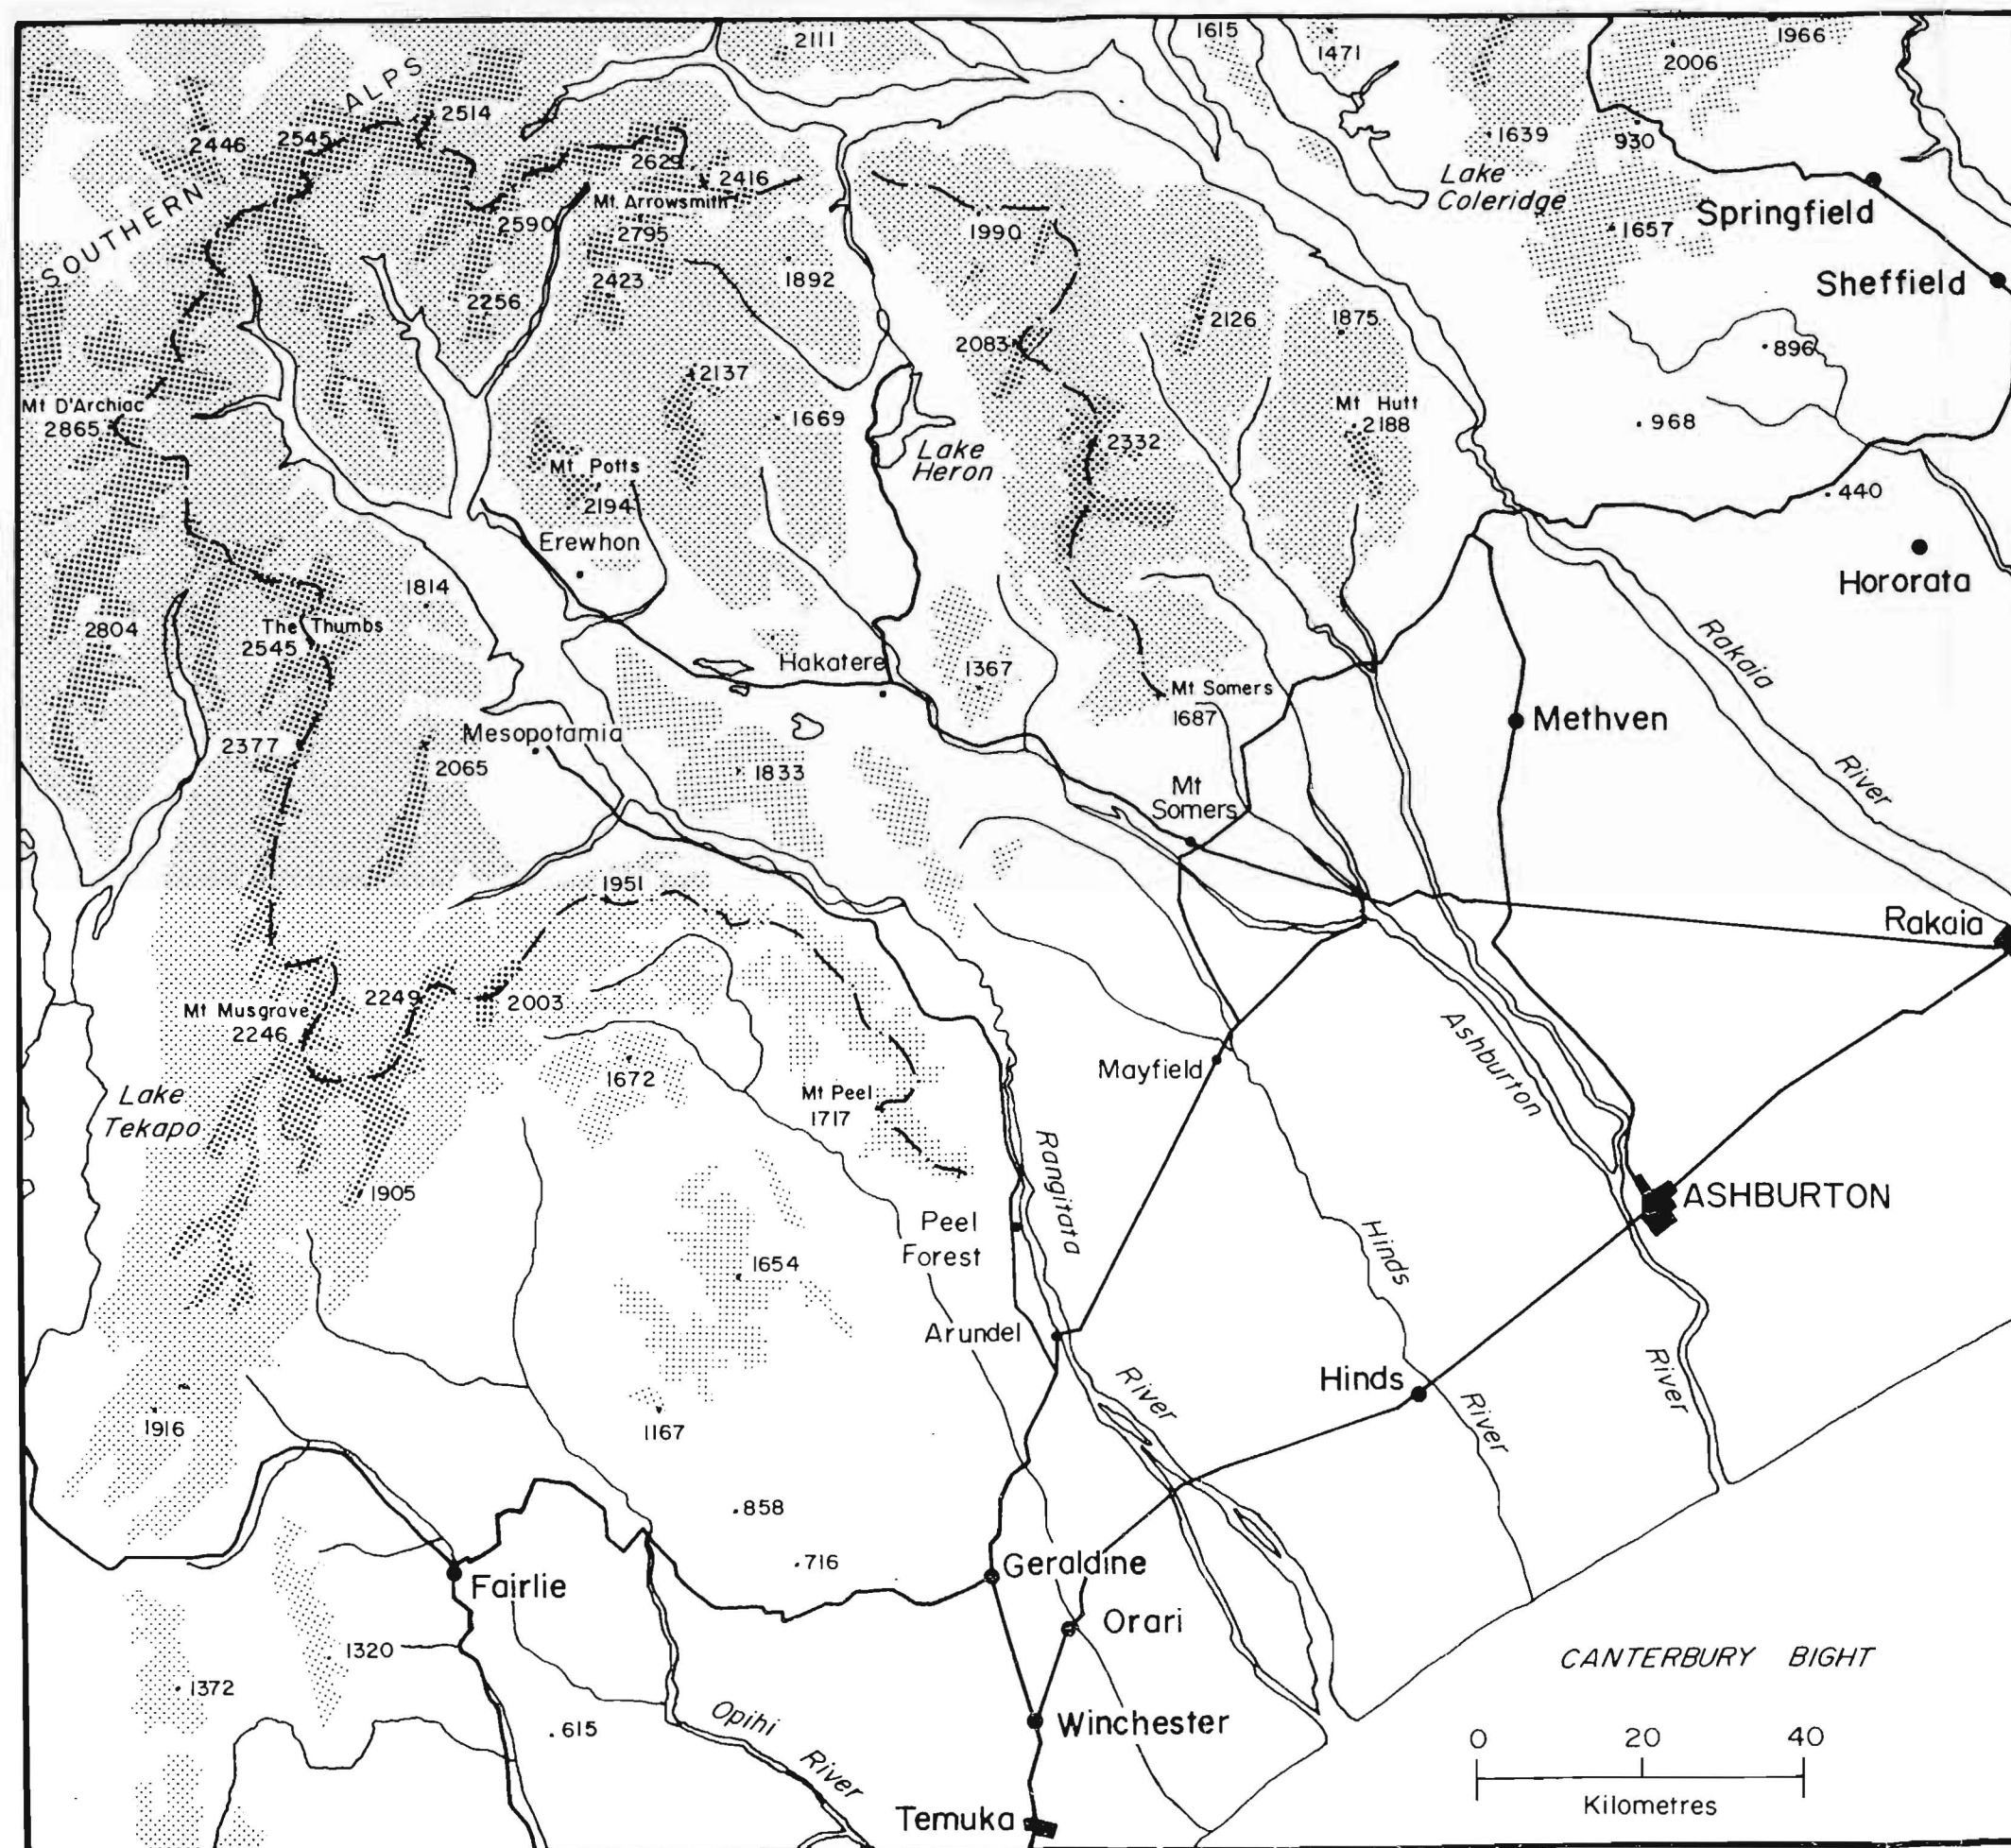 2111
1615
1471
1966
2006
SOUTHERN ALPS
2514
2446
2545
1639
930
2629
2416
Lake
Coleridge
Springfield
Mt. Arrowsmith
2795
2590
1990
1657
2423
1892
2256
Sheffield
2126
1875
2083
896
2137
Mt D'Archiac
2865
1669
Mt Hutt
2188
968
2332
Lake
Heron
Mt Potts
2194
440
Erewhon
Hororata
1814
2804
The Thumbs
2545
Hakatere
1367
Rakaia
River
Mt Somers
1687
Methven
2377
Mesopotamia
2065
1833
Mt
Somers
1951
Rakaia
2249
2003
Mt Musgrave
2246
Ashburton
River
Mayfield
1672
Mt Peel
1717
Lake
Tekapo
1905
Rangitata
River
ASHBURTON
Peel
Forest
Hinds
River
1654
Arundel
Hinds
1916
1167
.858
.716
Geraldine
Fairlie
Orari
1320
1372
CANTERBURY BIGHT
.615
Opihi
River
Winchester
0 20 40
Kilometres
Temuka